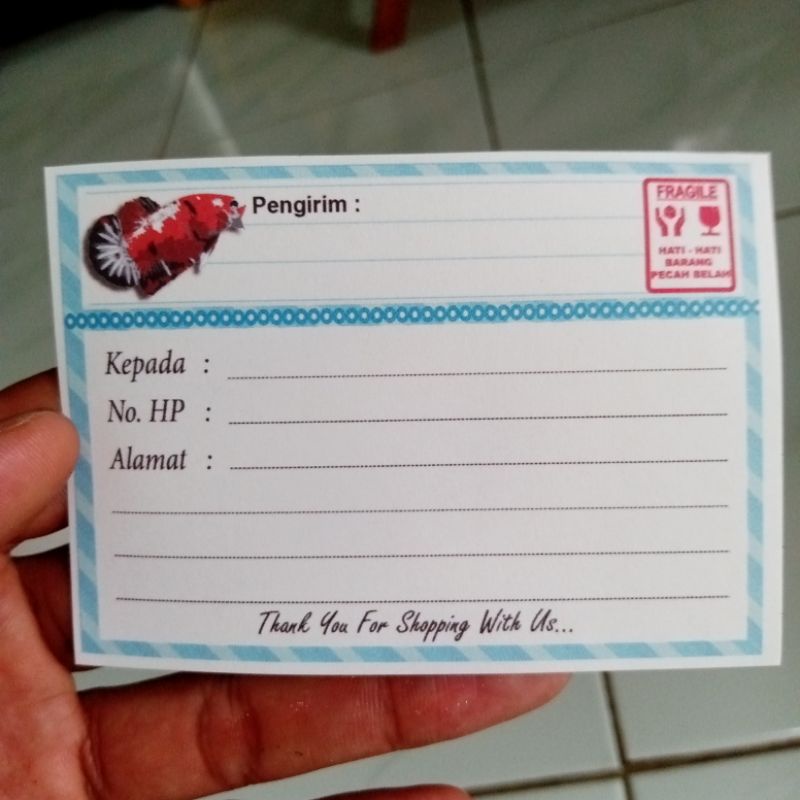 Pengirim :
FRAGILE
HATI - HATI
BARANG
PECAH BELAH
Kepada :
No. HP :
Alamat :
Thank You For Shopping With Us...